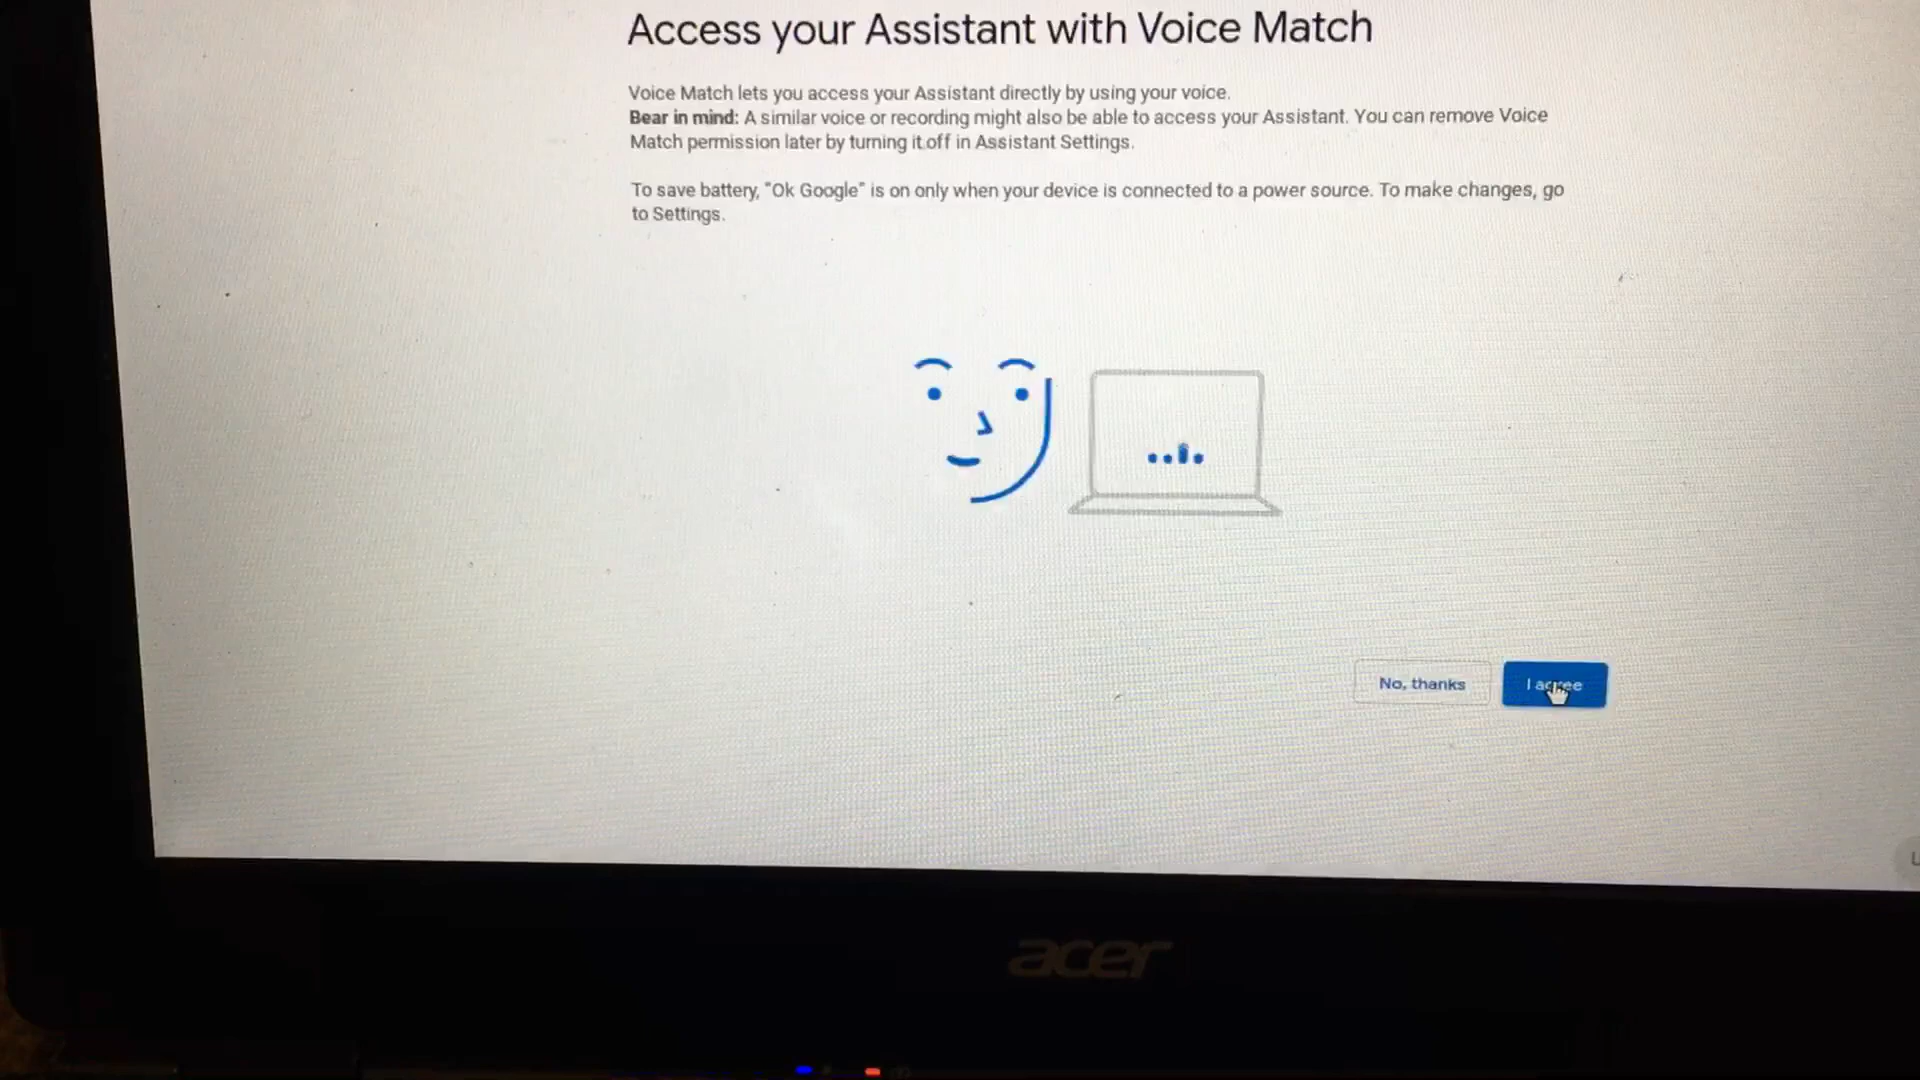 Access your Assistant with Voice Match
Voice Match lets you access your Assistant directly by using your voice.
Bear in mind: A similar voice or recording might also be able to access your Assistant. You can remove Voice
Match permission later by turning it off in Assistant Settings.
To save battery, "Ok Google" is on only when your device is connected to a power source. To make changes, go
to Settings.
No, thanks
I agree
acer